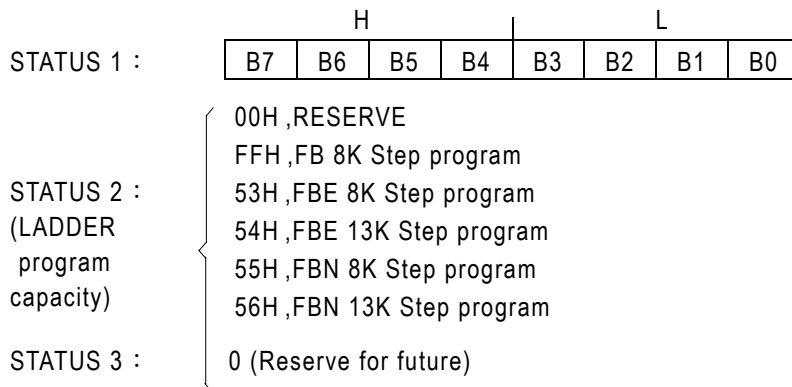 H L
STATUS 1： B7 B6 B5 B4 B3 B2 B1 B0
00H ,RESERVE
FFH ,FB 8K Step program
STATUS 2： 53H ,FBE 8K Step program
(LADDER 54H ,FBE 13K Step program
program 55H ,FBN 8K Step program
capacity) 56H ,FBN 13K Step program
STATUS 3： 0 (Reserve for future)